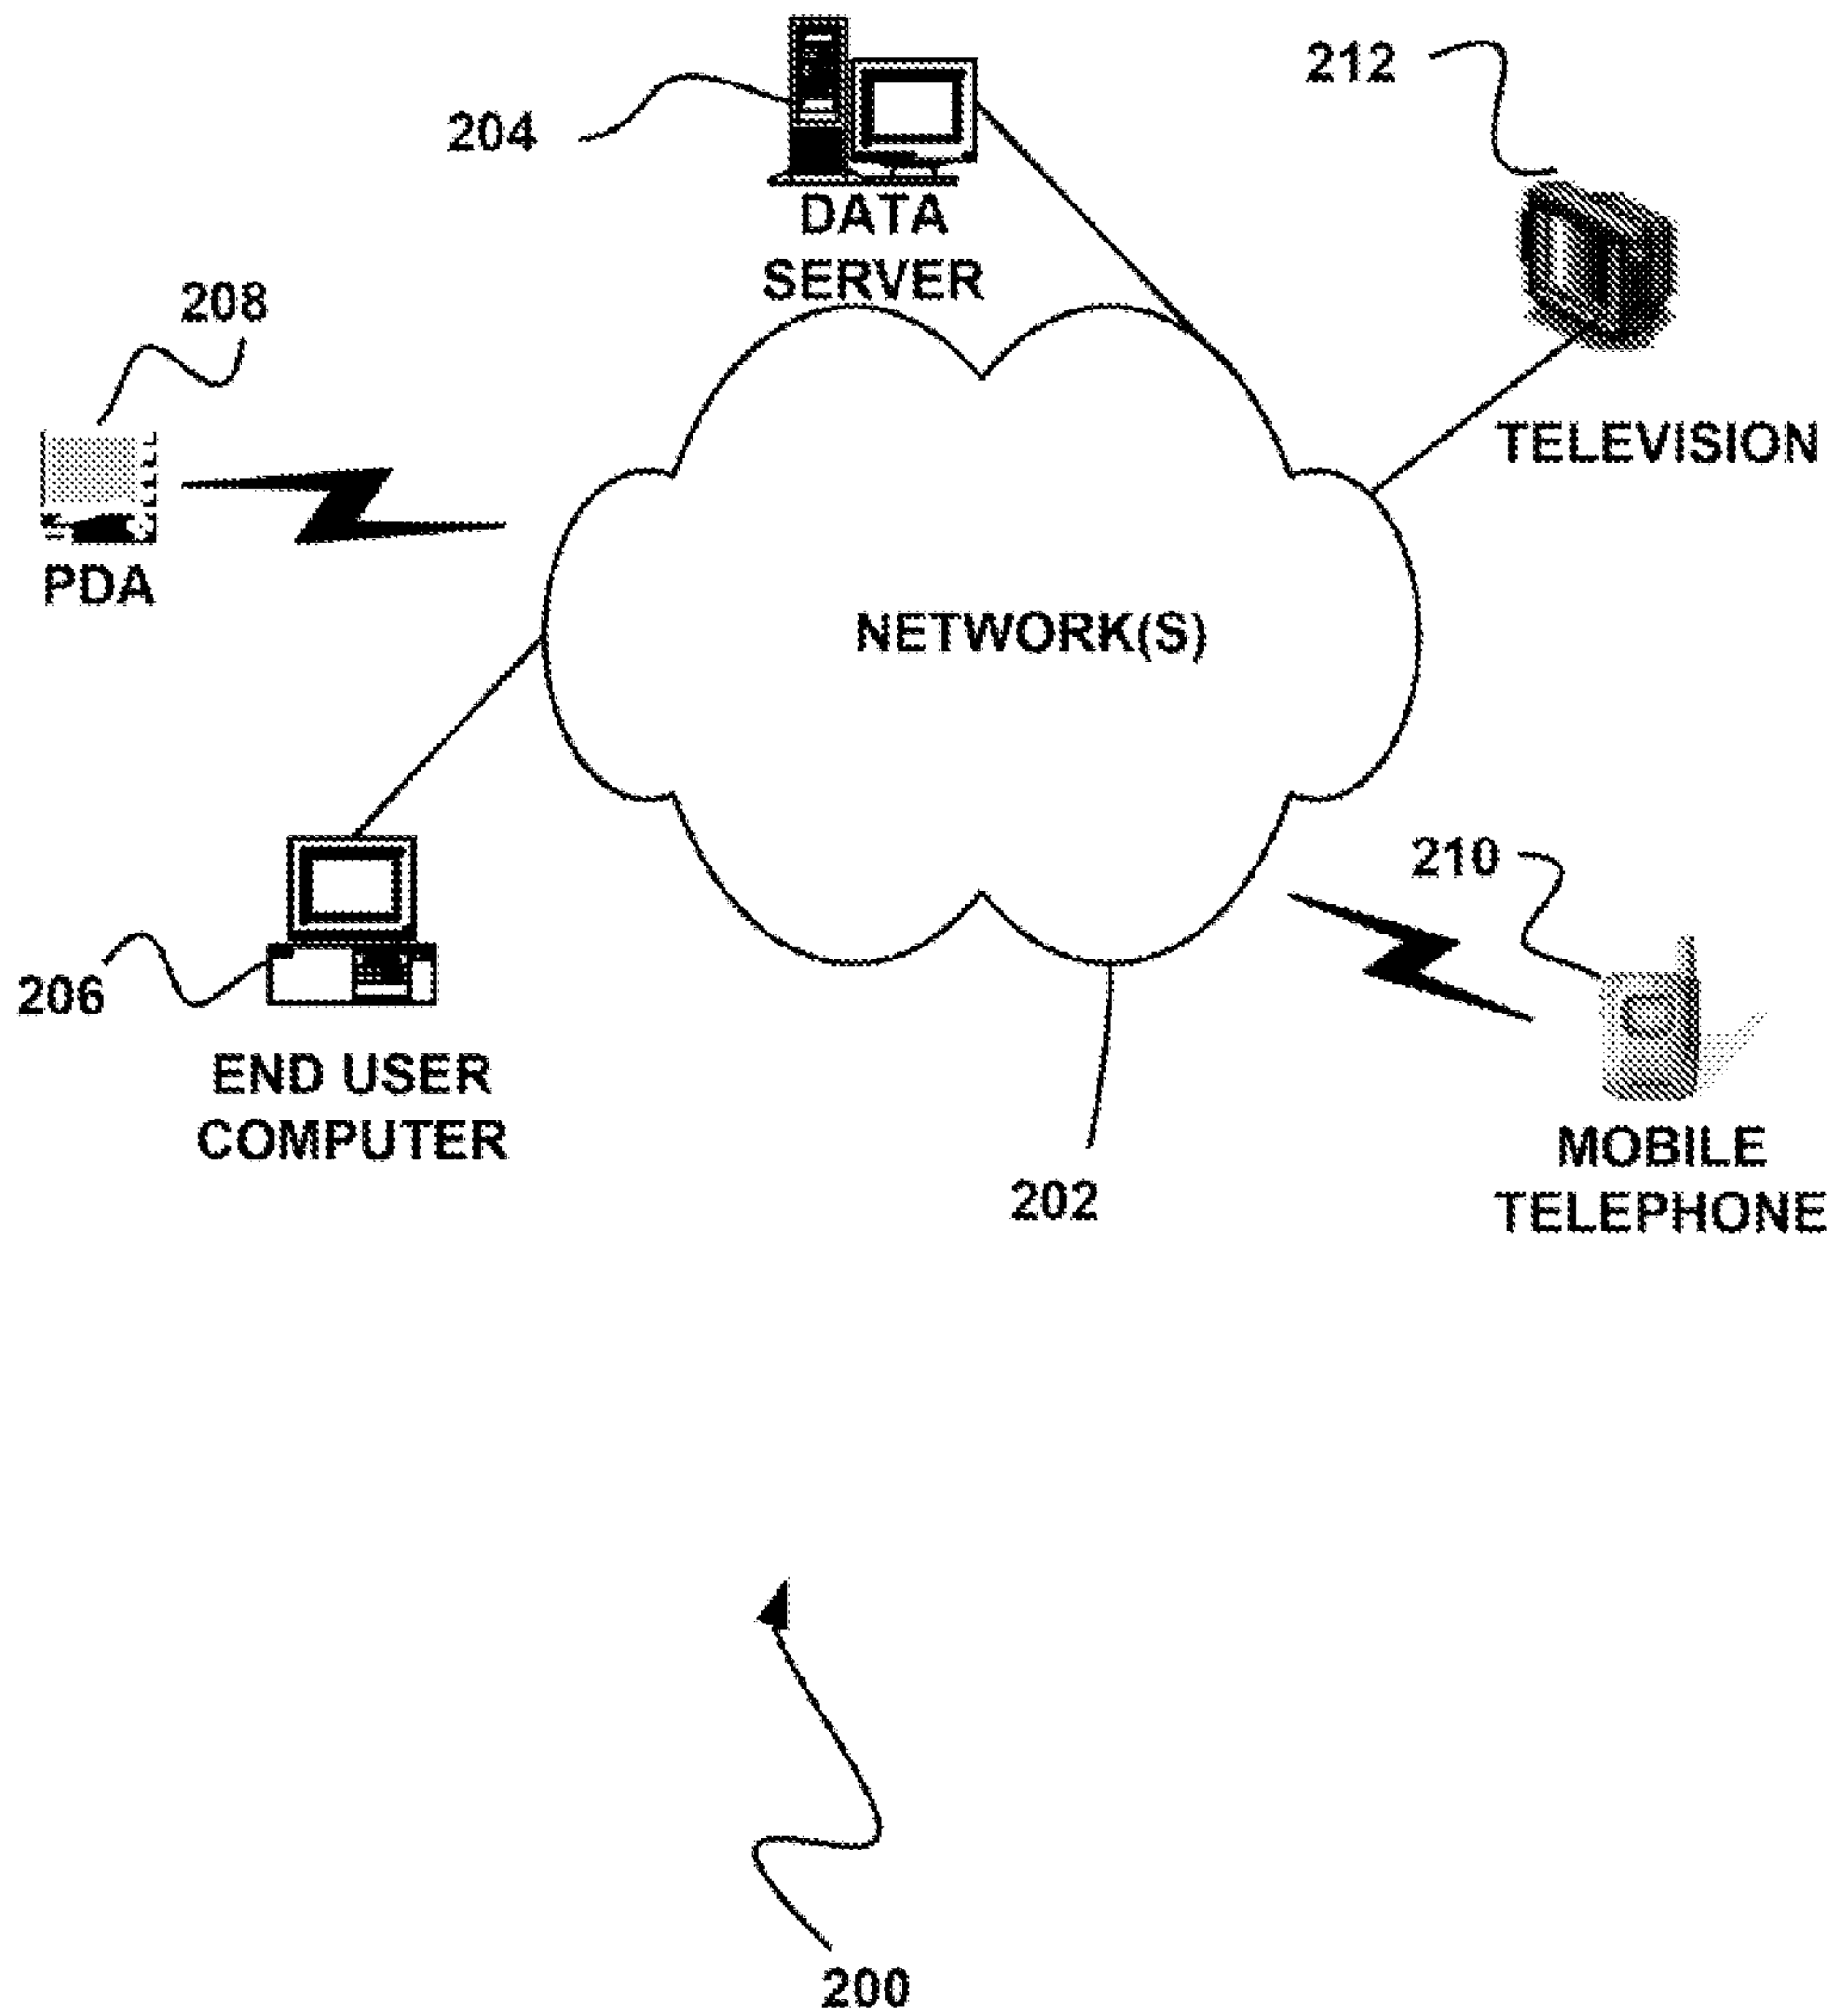 204
DATA
SERVER
212
TELEVISION
208
PDA
NETWORK(S)
206
END USER
COMPUTER
210
MOBILE
TELEPHONE
202
200